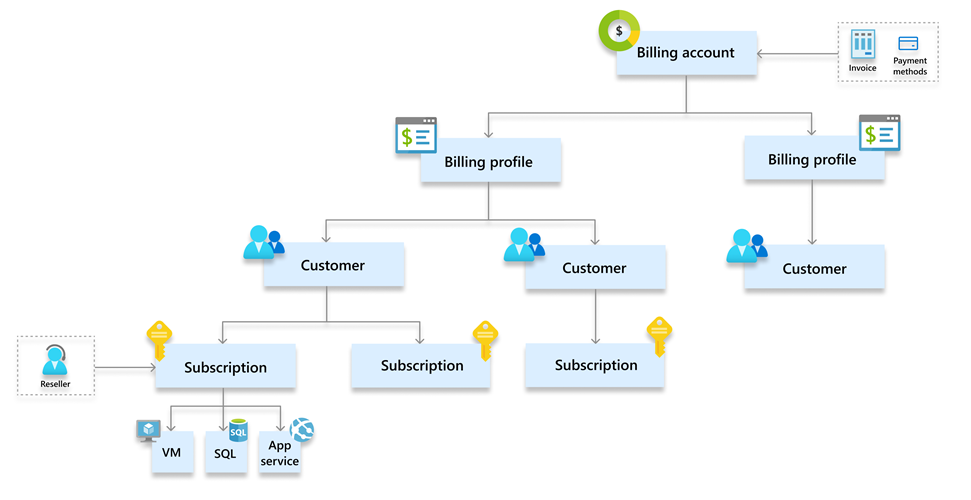 $
Billing account
Invoice
Payment
methods
$
Billing profile
$
Billing profile
Customer
Customer
Customer
Reseller
Subscription
Subscription
Subscription
VM
SQL
SQL
App
service